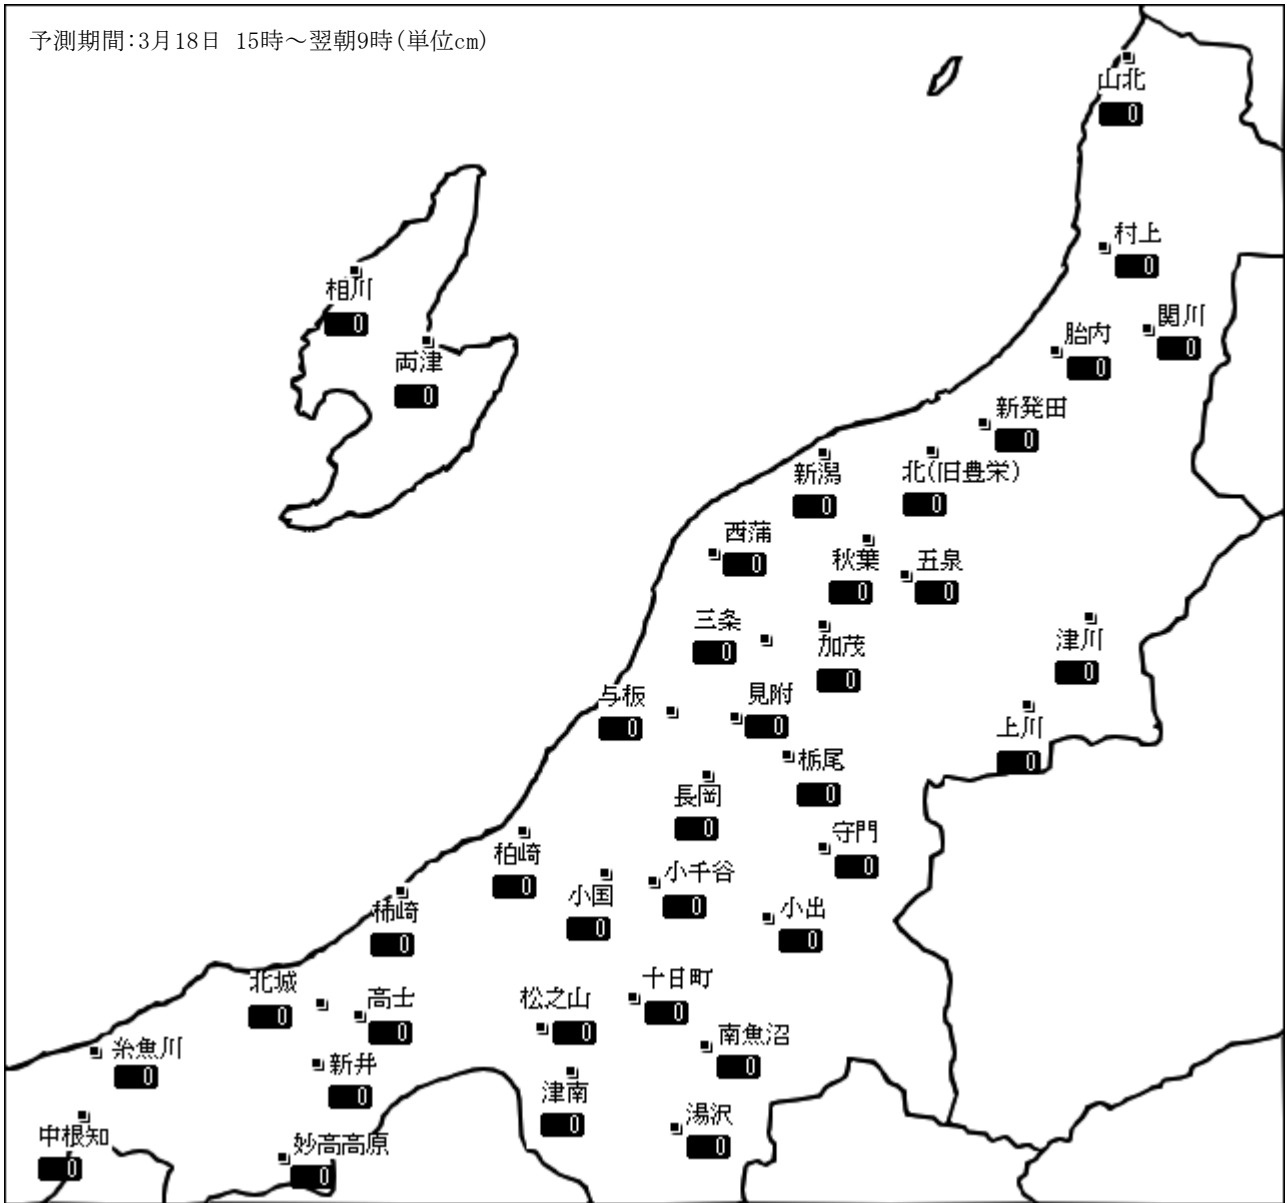 予測期間:3月18日 15時～翌朝9時(単位cm)
山北
0
村上
0
相川
0
関川
0
胎内
0
両津
0
新発田
0
新潟
0
北(旧豊栄)
0
西蒲
0
秋葉
0
五泉
0
三条
0
加茂
0
津川
0
与板
0
見附
0
上川
0
栃尾
0
長岡
0
守門
0
柏崎
0
小千谷
0
小国
0
小出
0
柿崎
0
北城
0
高士
0
松之山
0
十日町
0
南魚沼
0
糸魚川
0
新井
0
津南
0
湯沢
0
中根知
0
妙高高原
0